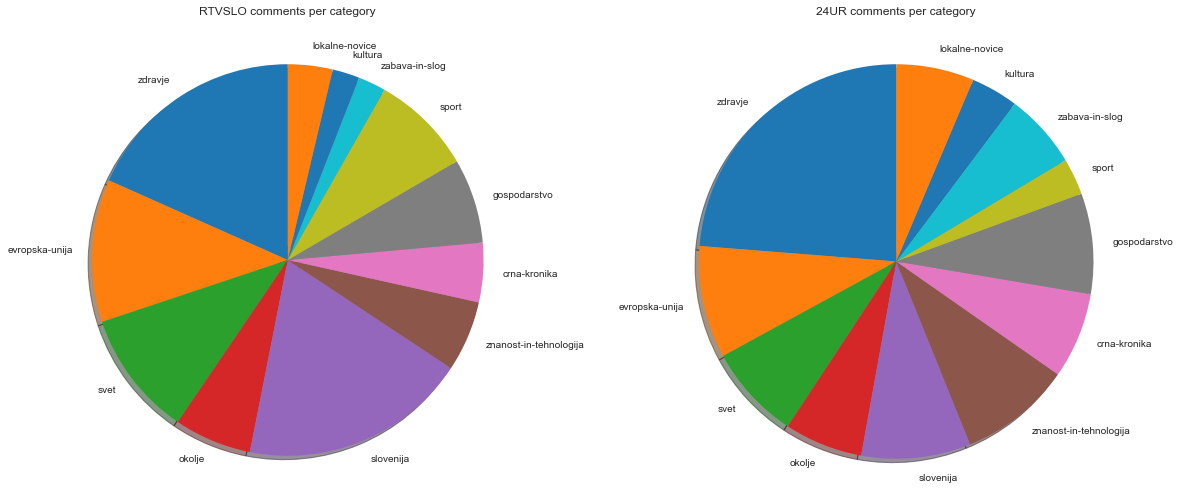 RTVSLO comments per category
lokalne-novice
kultura
zabava-in-slog
zdravje
sport
gospodarstvo
evropska-unija
crna-kronika
znanost-in-tehnologija
svet
okolje
slovenija
24UR comments per category
lokalne-novice
kultura
zdravje
zabava-in-slog
sport
gospodarstvo
evropska-unija
crna-kronika
svet
znanost-in-tehnologija
okolje
slovenija